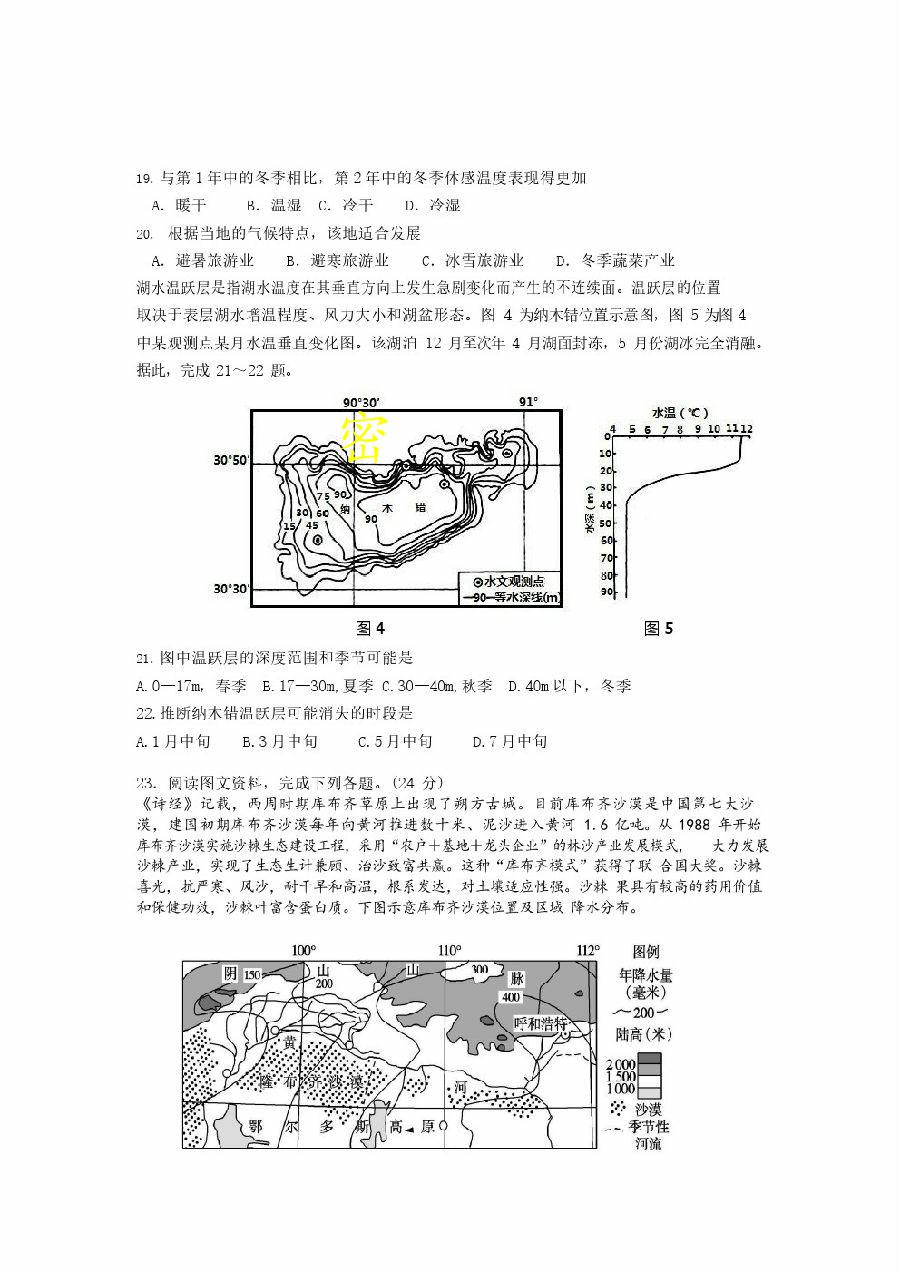 19. 与第 1 年中的冬季相比，第 2 年中的冬季体感温度表现得更加
A. 暖干 B. 温湿 C. 冷干 D. 冷湿
20. 根据当地的气候特点，该地适合发展
A. 避暑旅游业 B. 避寒旅游业 C. 冰雪旅游业 D. 冬季蔬菜产业
湖水温跃层是指湖水温度在其垂直方向上发生急剧变化而产生的不连续面。温跃层的位置
取决于表层湖水增温程度、风力大小和湖盆形态。图 4 为纳木错位置示意图，图 5 为图 4
中某观测点某月水温垂直变化图。该湖泊 12 月至次年 4 月湖面封冻，5 月份湖冰完全消融。
据此，完成 21～22 题。
90°30′ 91°
密
30°50′
75 90
30 60 纳 木 错
15 45 90
30°30′
水文观测点
90 等水深线(m)
图 4
水温（℃）
4 5 6 7 8 9 10 11 12
0
10
20
30
40
50
60
70
80
90
水深（m）
图 5
21. 图中温跃层的深度范围和季节可能是
A.0—17m，春季 B.17—30m,夏季 C.30—40m,秋季 D.40m以下，冬季
22.推断纳木错温跃层可能消失的时段是
A.1月中旬 B.3月中旬 C.5月中旬 D.7月中旬
23. 阅读图文资料，完成下列各题。(24 分)
《诗经》记载，西周时期库布齐草原上出现了朔方古城。目前库布齐沙漠是中国第七大沙
漠，建国初期库布齐沙漠每年向黄河推进数十米、泥沙进入黄河 1.6 亿吨。从 1988 年开始
库布齐沙漠实施沙棘生态建设工程，采用“农户＋基地＋龙头企业”的林沙产业发展模式， 大力发展
沙棘产业，实现了生态生计兼顾、治沙致富共赢。这种“库布齐模式”获得了联 合国大奖。沙棘
喜光，抗严寒、风沙，耐干旱和高温，根系发达，对土壤适应性强。沙棘 果具有较高的药用价值
和保健功效，沙棘叶富含蛋白质。下图示意库布齐沙漠位置及区域 降水分布。
100° 110° 112°
阴 150 山 200 山 300 脉
400
呼和浩特
黄
库 布 齐 沙 漠 河
鄂 尔 多 斯 高 原
图例
年降水量
（毫米）
200
陆高(米)
2 000
1 500
1 000
沙漠
季节性
河流